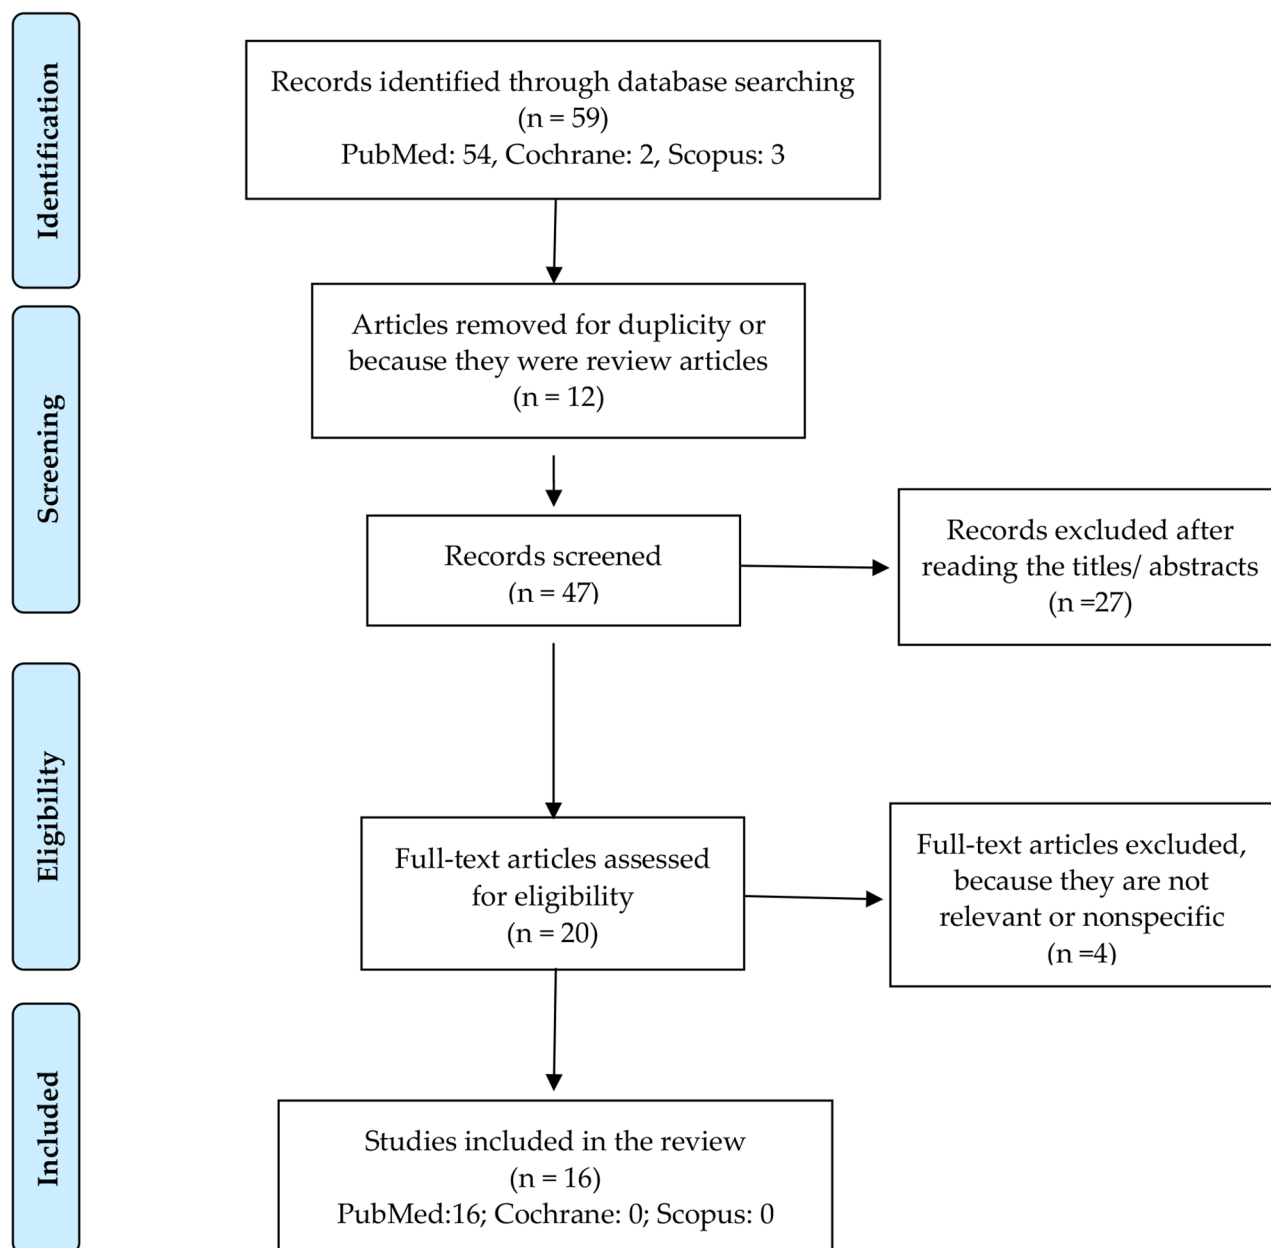 Identification
Records identified through database searching
(n = 59)
PubMed: 54, Cochrane: 2, Scopus: 3
Screening
Articles removed for duplicity or
because they were review articles
(n = 12)
Records screened
(n = 47)
Records excluded after
reading the titles/ abstracts
(n =27)
Eligibility
Full-text articles assessed
for eligibility
(n = 20)
Full-text articles excluded,
because they are not
relevant or nonspecific
(n =4)
Included
Studies included in the review
(n = 16)
PubMed:16; Cochrane: 0; Scopus: 0